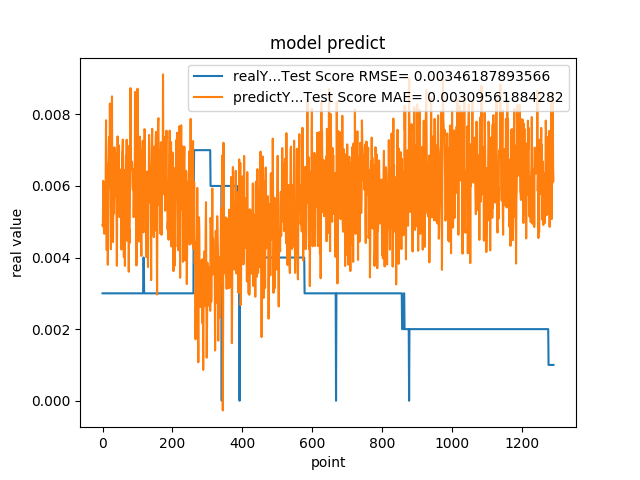 model predict
realY...Test Score RMSE= 0.00346187893566
predictY...Test Score MAE= 0.00309561884282
0.008
0.006
0.004
0.002
0.000
real value
0 200 400 600 800 1000 1200
point